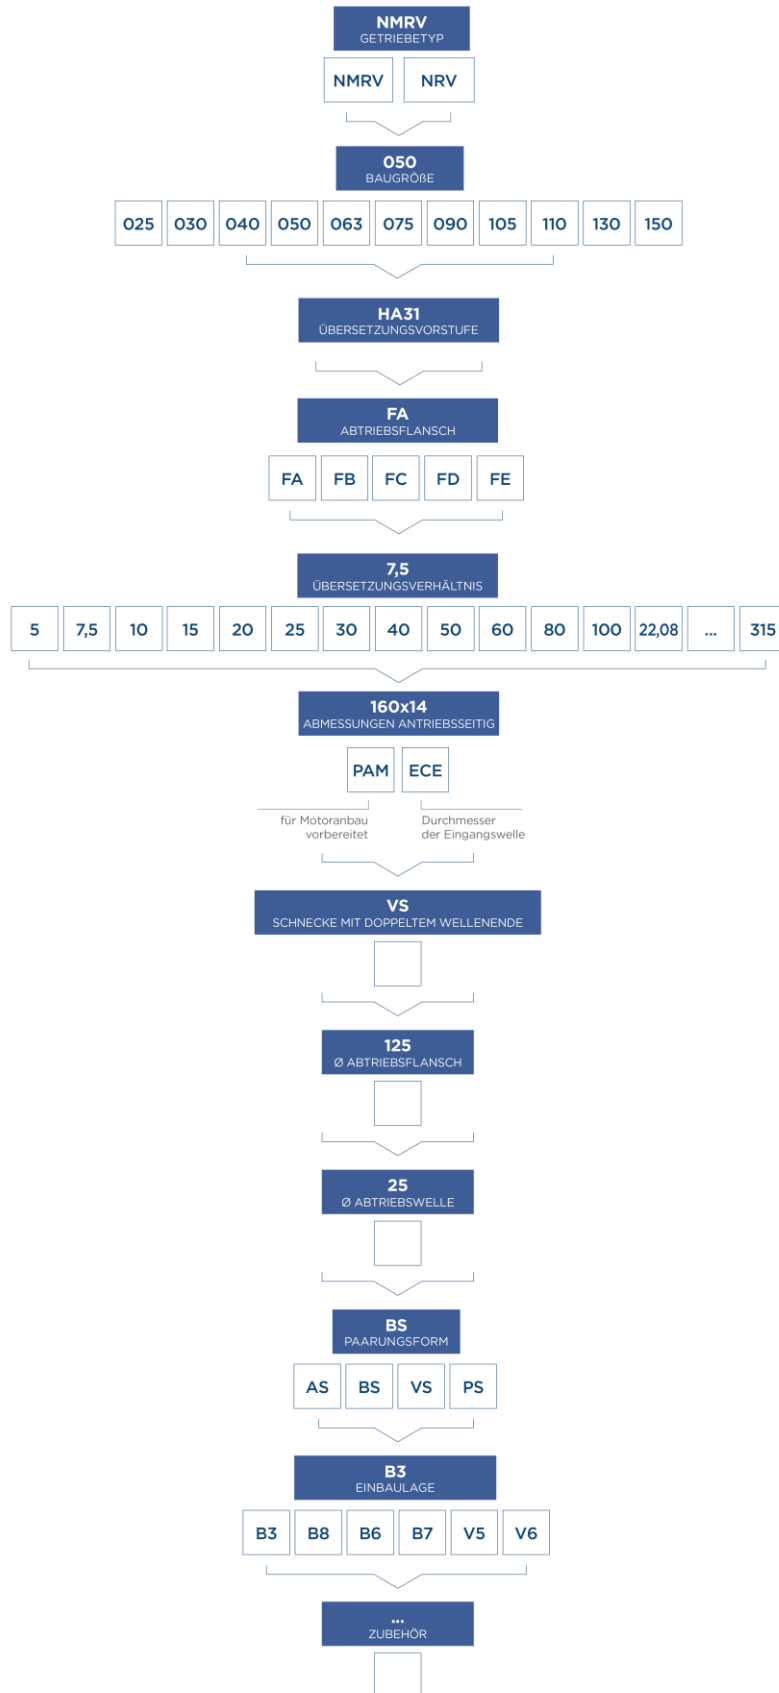 NMRV
GETRIEBETYP
NMRV NRV
050
BAUGRÖßE
025 030 040 050 063 075 090 105 110 130 150
HA31
ÜBERSETZUNGSVORSTUFE
FA
ABTRIEBSFLANSCH
FA FB FC FD FE
7,5
ÜBERSETZUNGSVERHÄLTNIS
5 7,5 10 15 20 25 30 40 50 60 80 100 22,08 ... 315
160x14
ABMESSUNGEN ANTRIEBSSEITIG
PAM ECE
für Motoranbau Durchmesser
vorbereitet der Eingangswelle
VS
SCHNECKE MIT DOPPELTEM WELLENENDE
125
Ø ABTRIEBSFLANSCH
25
Ø ABTRIEBSWELLE
BS
PAARUNGSFORM
AS BS VS PS
B3
EINBAULAGE
B3 B8 B6 B7 V5 V6
...
ZUBEHÖR